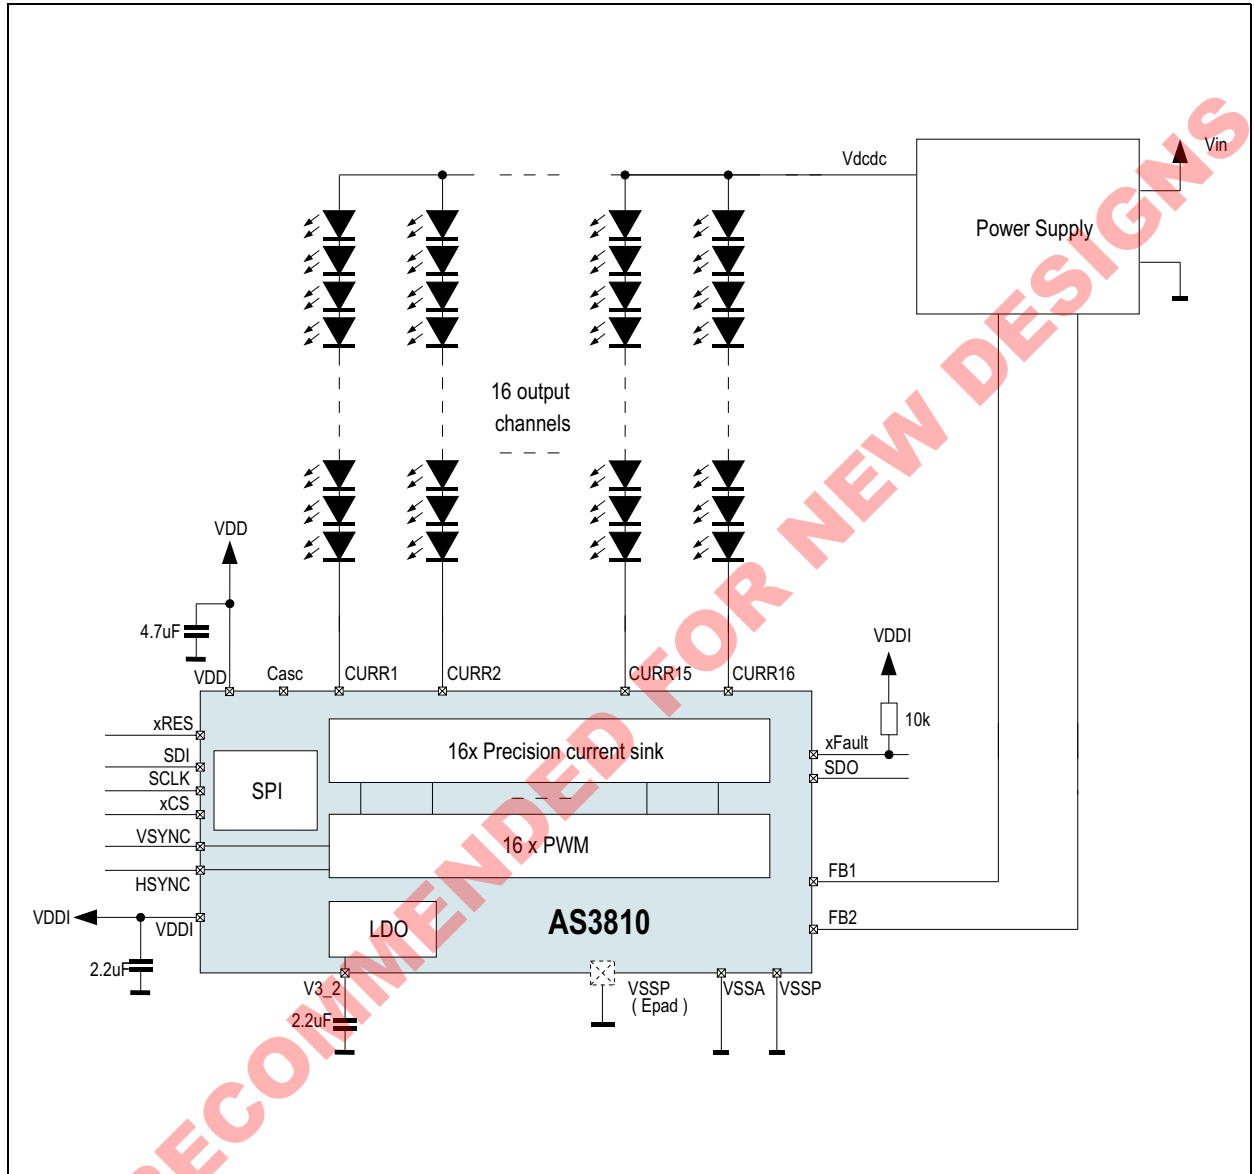 Vdcdc
Vin
Power Supply
16 output
channels
VDD
4.7uF
VDD
Casc
CURR1
CURR2
CURR15
CURR16
VDDI
10k
xRES
SDI
SCLK
xCS
VSYNC
HSYNC
VDDI
VDDI
2.2uF
SPI
16x Precision current sink
16 x PWM
LDO
AS3810
xFault
SDO
FB1
FB2
V3_2
2.2uF
VSSP
( Epad )
VSSA
VSSP
RECOMMENDED FOR NEW DESIGNS